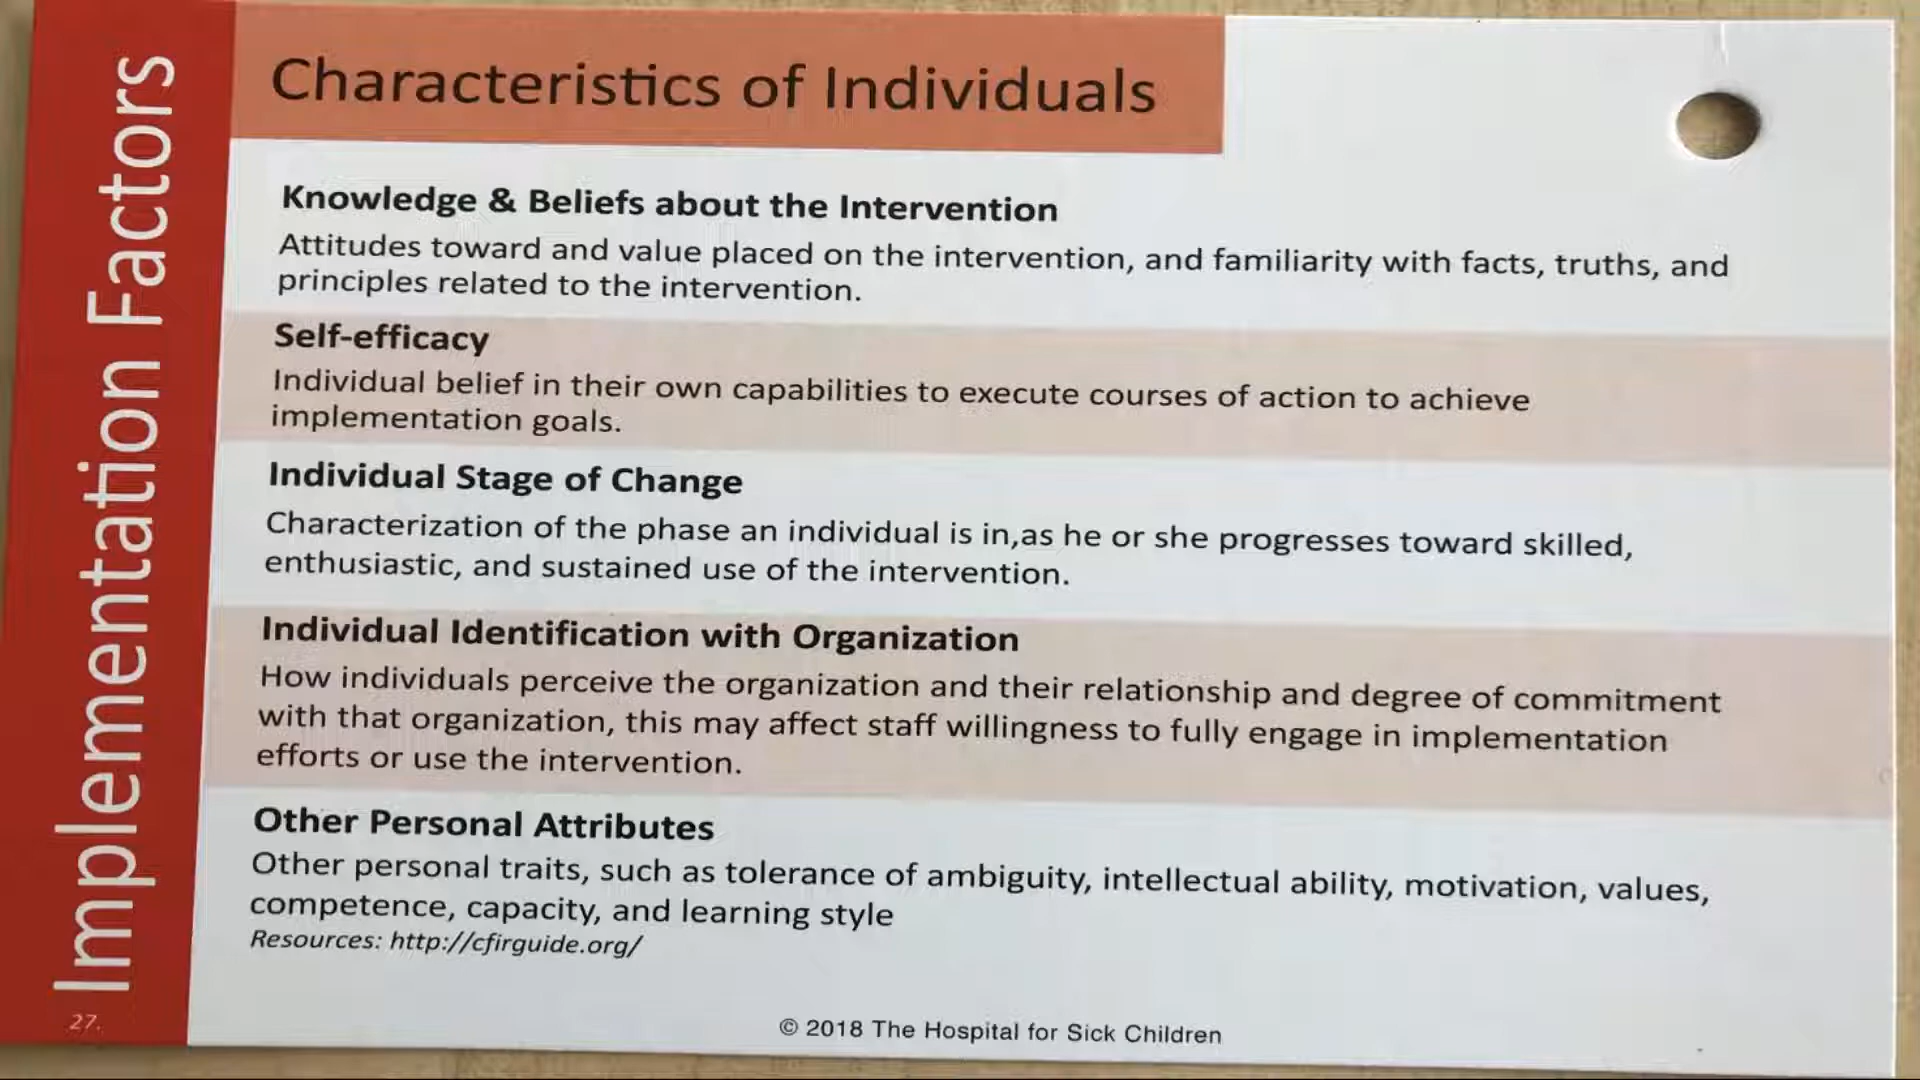 Implementation Factors
Characteristics of Individuals
Knowledge & Beliefs about the Intervention
Attitudes toward and value placed on the intervention, and familiarity with facts, truths, and
principles related to the intervention.
Self-efficacy
Individual belief in their own capabilities to execute courses of action to achieve
implementation goals.
Individual Stage of Change
Characterization of the phase an individual is in,as he or she progresses toward skilled,
enthusiastic, and sustained use of the intervention.
Individual Identification with Organization
How individuals perceive the organization and their relationship and degree of commitment
with that organization, this may affect staff willingness to fully engage in implementation
efforts or use the intervention.
Other Personal Attributes
Other personal traits, such as tolerance of ambiguity, intellectual ability, motivation, values,
competence, capacity, and learning style
Resources: http://cfirguide.org/
27.
© 2018 The Hospital for Sick Children